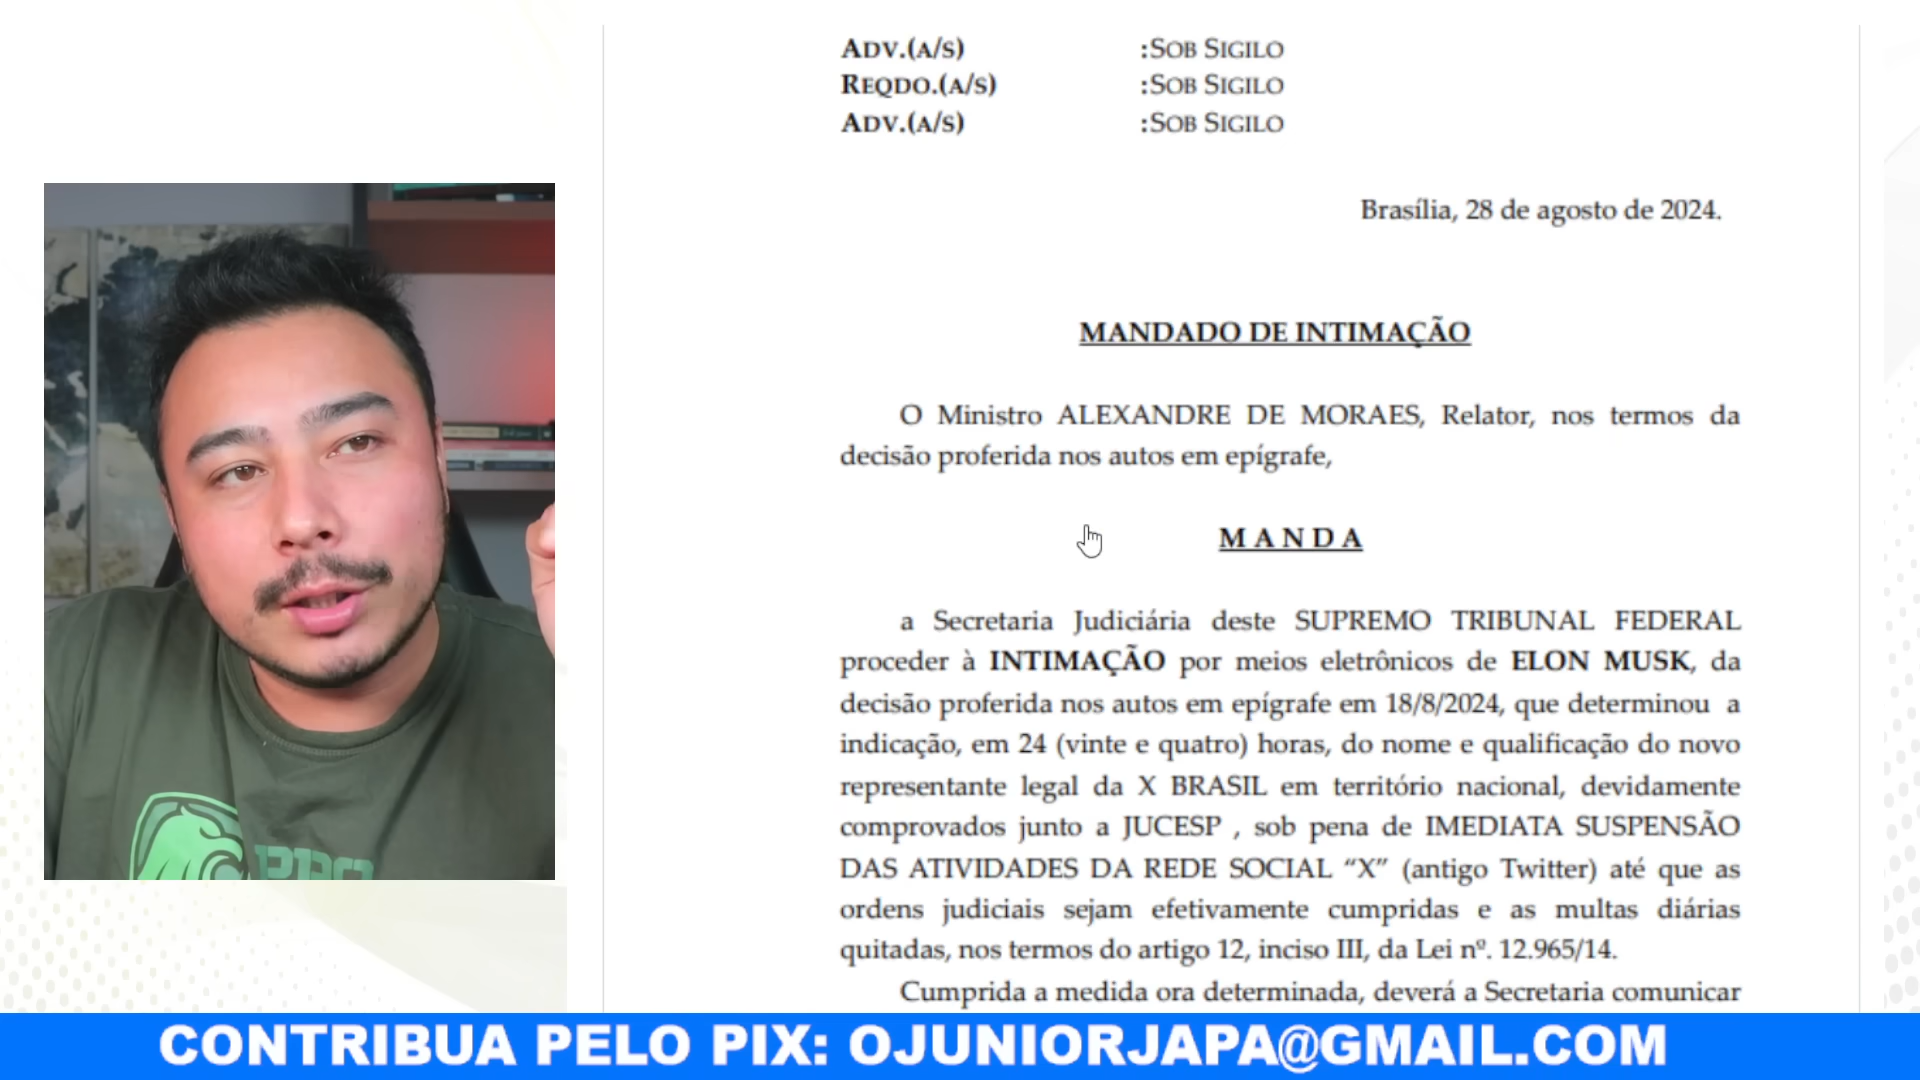 ADV.(A/S) :SOB SIGILO
REQDO.(A/S) :SOB SIGILO
ADV.(A/S) :SOB SIGILO
Brasília, 28 de agosto de 2024.
MANDADO DE INTIMAÇÃO
O Ministro ALEXANDRE DE MORAES, Relator, nos termos da
decisão proferida nos autos em epígrafe,
M A N D A
a Secretaria Judiciária deste SUPREMO TRIBUNAL FEDERAL
proceder à INTIMAÇÃO por meios eletrônicos de ELON MUSK, da
decisão proferida nos autos em epígrafe em 18/8/2024, que determinou a
indicação, em 24 (vinte e quatro) horas, do nome e qualificação do novo
representante legal da X BRASIL em território nacional, devidamente
comprovados junto a JUCESP , sob pena de IMEDIATA SUSPENSÃO
DAS ATIVIDADES DA REDE SOCIAL “X” (antigo Twitter) até que as
ordens judiciais sejam efetivamente cumpridas e as multas diárias
quitadas, nos termos do artigo 12, inciso III, da Lei nº. 12.965/14.
Cumprida a medida ora determinada, deverá a Secretaria comunicar
CONTRIBUA PELO PIX: OJUNIORJAPA@GMAIL.COM